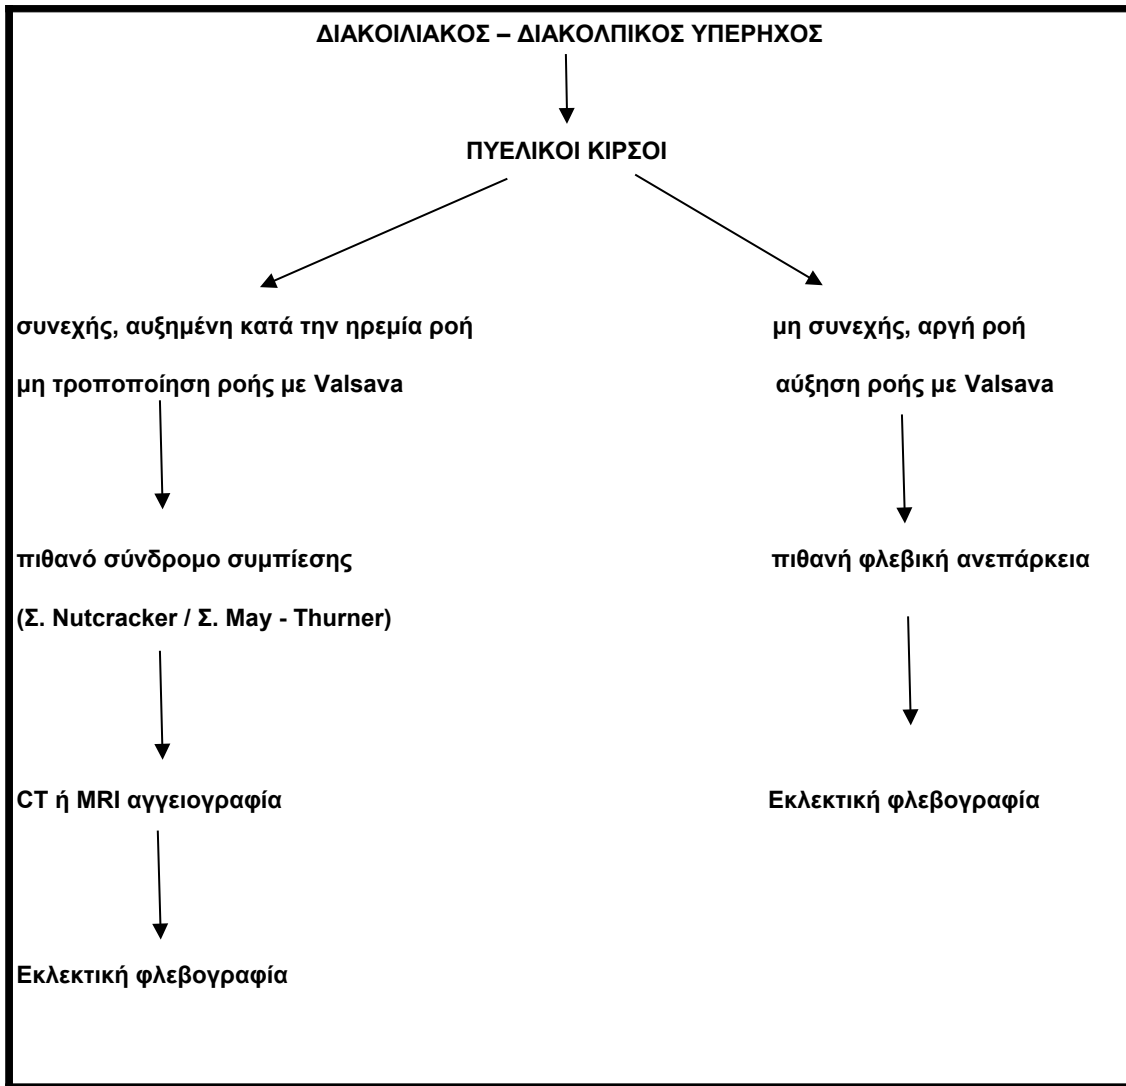 ΔΙΑΚΟΙΛΙΑΚΟΣ – ΔΙΑΚΟΛΠΙΚΟΣ ΥΠΕΡΗΧΟΣ
ΠΥΕΛΙΚΟΙ ΚΙΡΣΟΙ
συνεχής, αυξημένη κατά την ηρεμία ροή
μη τροποποίηση ροής με Valsava
πιθανό σύνδρομο συμπίεσης
(Σ. Nutcracker / Σ. May - Thurner)
CT ή MRI αγγειογραφία
Εκλεκτική φλεβογραφία
μη συνεχής, αργή ροή
αύξηση ροής με Valsava
πιθανή φλεβική ανεπάρκεια
Εκλεκτική φλεβογραφία